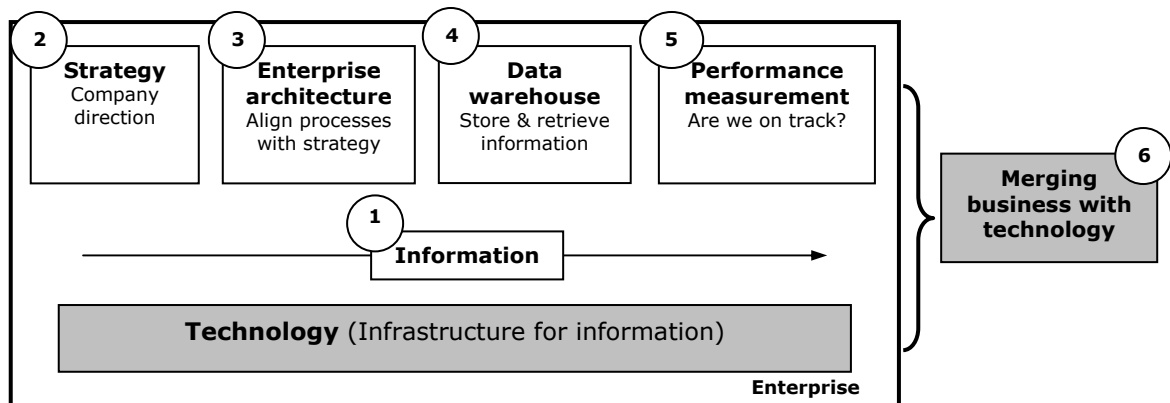 2
Strategy
Company
direction
3
Enterprise
architecture
Align processes
with strategy
4
Data
warehouse
Store & retrieve
information
5
Performance
measurement
Are we on track?
6
Merging
business with
technology
1
Information
Technology (Infrastructure for information)
Enterprise